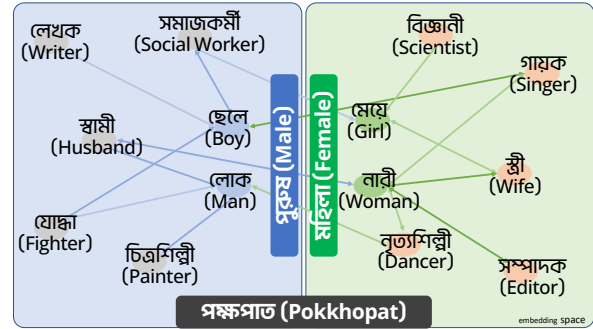 লেখক
(Writer)
সমাজকর্মী
(Social Worker)
ছেলে
(Boy)
স্বামী
(Husband)
লোক
(Man)
যোদ্ধা
(Fighter)
চিত্রশিল্পী
(Painter)
পুরুষ (Male)
মহিলা (Female)
বিজ্ঞানী
(Scientist)
গায়ক
(Singer)
মেয়ে
(Girl)
স্ত্রী
(Wife)
নারী
(Woman)
নৃত্যশিল্পী
(Dancer)
সম্পাদক
(Editor)
পক্ষপাত (Pokkhopat)
embedding space